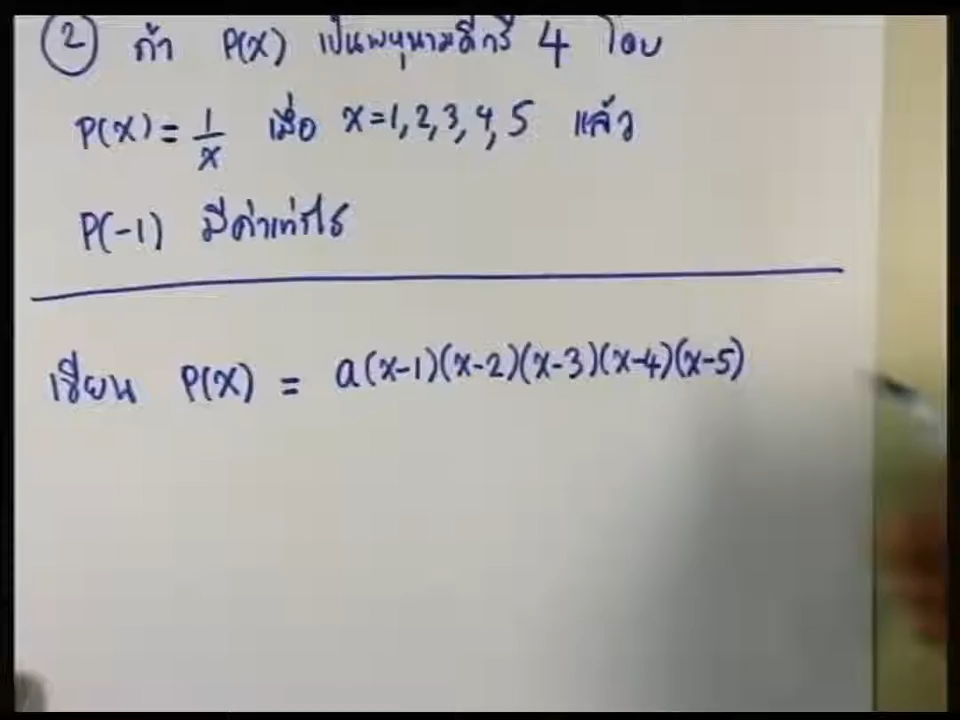 ② ถ้า P(x) เป็นพหุนามดีกรี 4 โดย
P(x) = 1/x เมื่อ x=1,2,3,4,5 แล้ว
P(-1) มีค่าเท่าไร
เขียน P(x) = a(x-1)(x-2)(x-3)(x-4)(x-5)